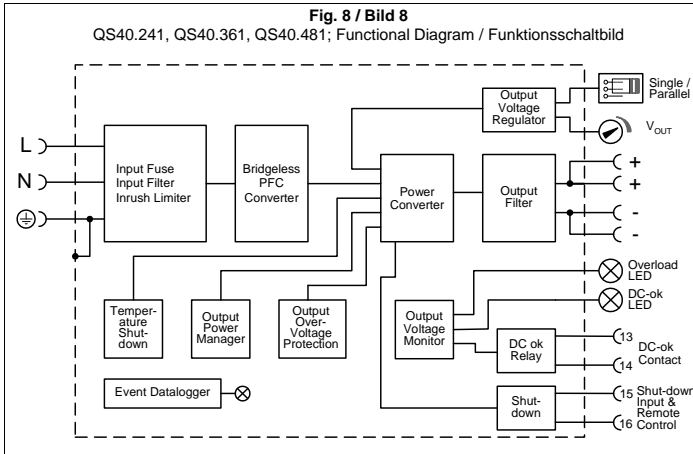 Fig. 8 / Bild 8
QS40.241, QS40.361, QS40.481; Functional Diagram / Funktionsschaltbild
L
N
Input Fuse
Input Filter
Inrush Limiter
Bridgeless
PFC
Converter
Power
Converter
Output
Voltage
Regulator
Output
Filter
Single /
Parallel
VOUT
+
+
-
-
Temper-
ature
Shut-
down
Output
Power
Manager
Output
Over-
Voltage
Protection
Output
Voltage
Monitor
Overload
LED
DC-ok
LED
DC ok
Relay
13
14
DC-ok
Contact
Event Datalogger
Shut-
down
15
16
Shut-down
Input &
Remote
Control